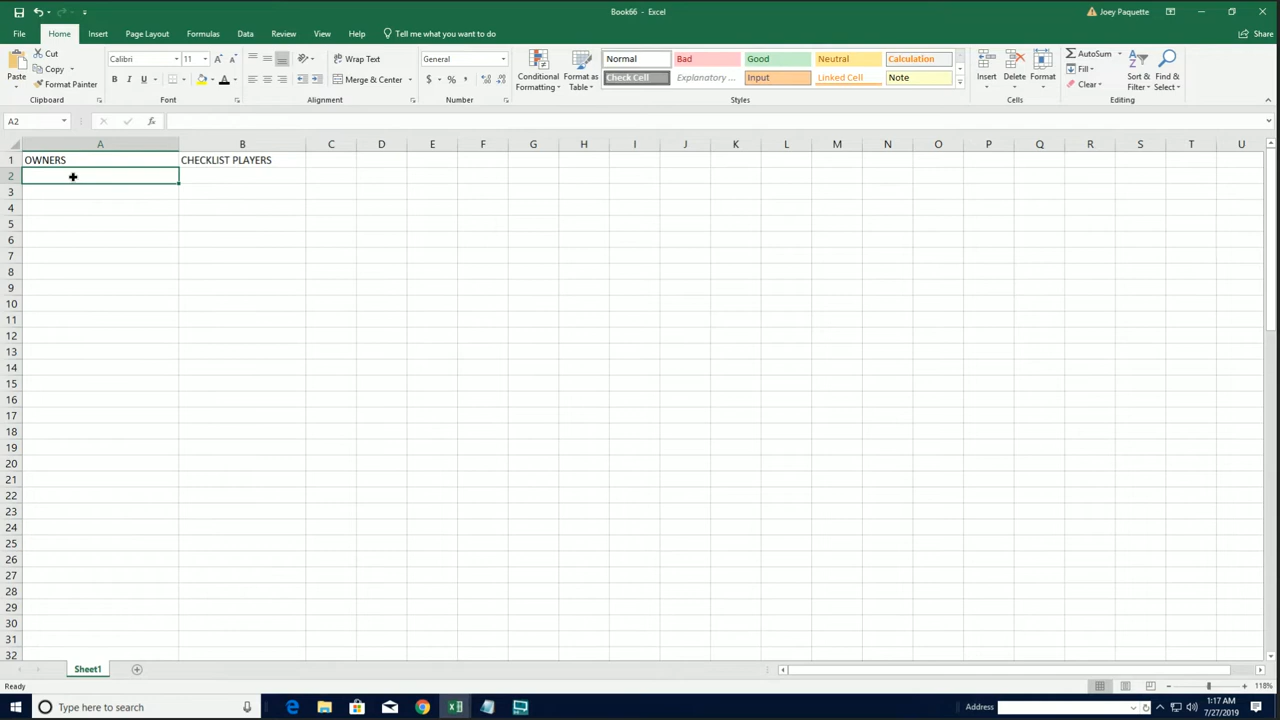 Book66 - Excel
Joey Paquette
File Home Insert Page Layout Formulas Data Review View Help Tell me what you want to do Share
Paste Cut Calibri 11 Wrap Text General Conditional Format as Normal Bad Good Neutral Calculation Insert Delete Format AutoSum Sort & Find &
Copy Formatting Table Fill Filter Select
Format Painter B I U Merge & Center $ % Check Cell Explanary ... Input Linked Cell Note Clear
Clipboard Font Alignment Number Styles Cells Editing
A2 fx
A B C D E F G H I J K L M N O P Q R S T U
1 OWNERS CHECKLIST PLAYERS
2
3
4
5
6
7
8
9
10
11
12
13
14
15
16
17
18
19
20
21
22
23
24
25
26
27
28
29
30
31
32
Sheet1
Ready 118%
Type here to search Address 1:17 AM
7/27/2019